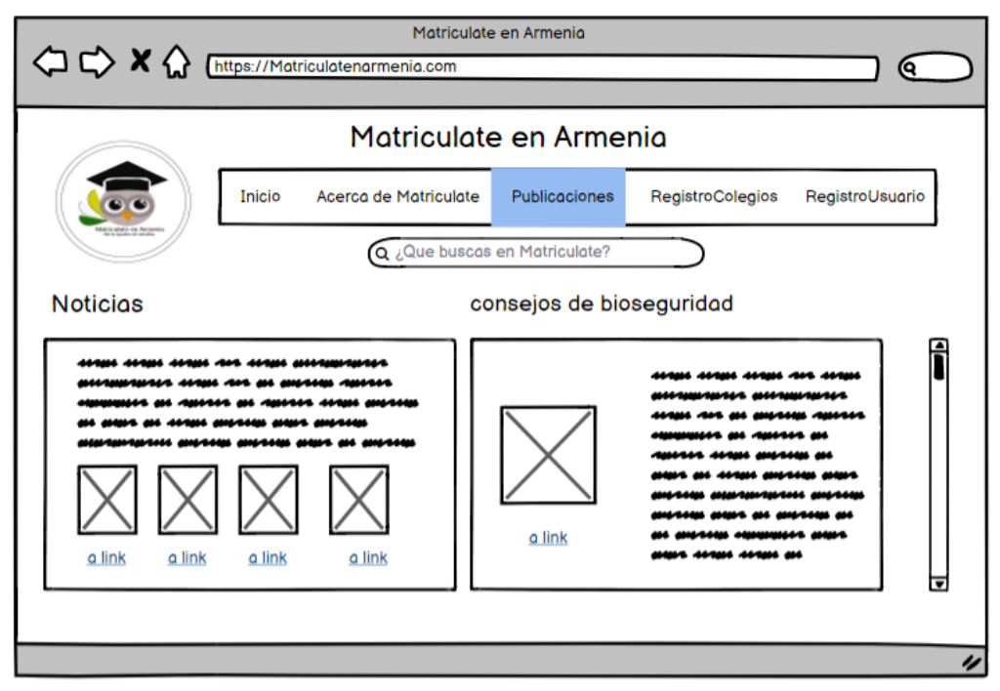 Matriculate en Armenia
https://Matriculatenarmenia.com
Matriculate en Armenia
Matriculate en Armenia
Inicio Acerca de Matriculate Publicaciones RegistroColegios RegistroUsuario
¿Que buscas en Matriculate?
Noticias consejos de bioseguridad
a link a link a link a link
a link